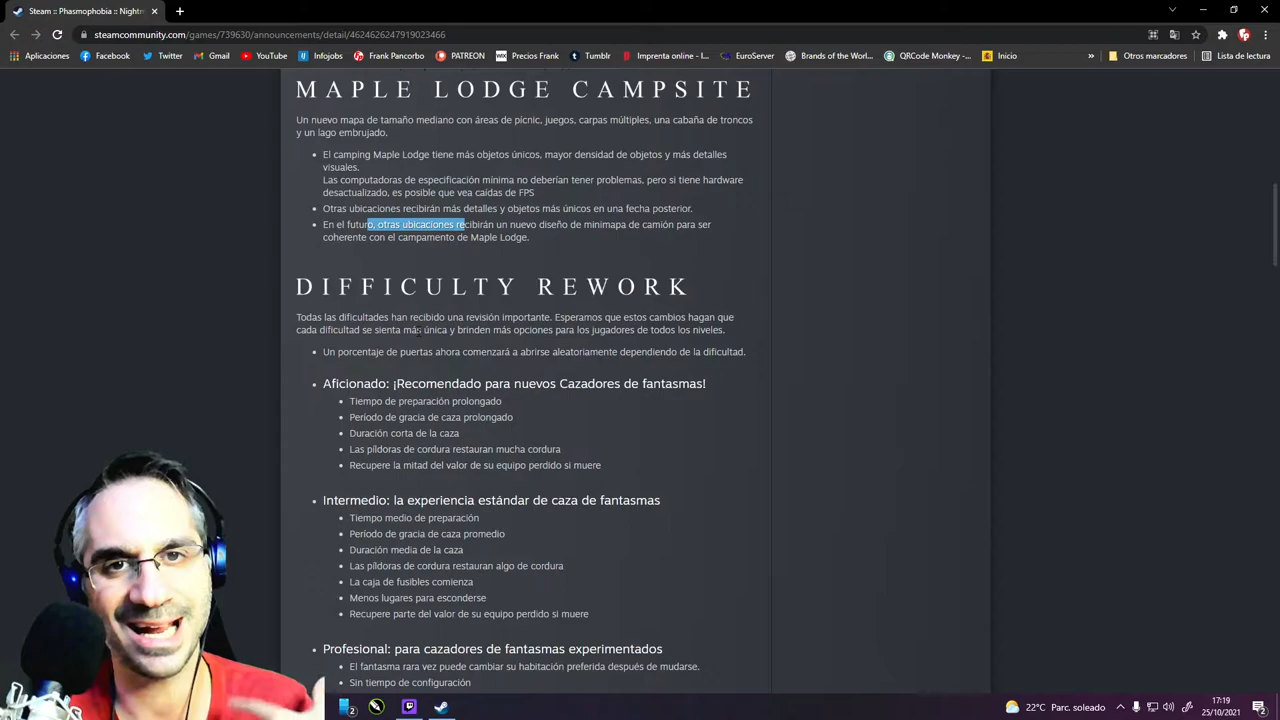 Steam :: Phasmophobia :: Nightm
steamcommunity.com/games/739630/announcements/detail/4624626247919023466
Aplicaciones Facebook Twitter Gmail YouTube Infojobs Frank Pancorbo PATREON Precios Frank Tumblr Imprenta online - I... EuroServer Brands of the Worl... QRCode Monkey -... Inicio » Otros marcadores Lista de lectura
MAPLE LODGE CAMPSITE
Un nuevo mapa de tamaño mediano con áreas de pícnic, juegos, carpas múltiples, una cabaña de troncos
y un lago embrujado.
El camping Maple Lodge tiene más objetos únicos, mayor densidad de objetos y más detalles
visuales.
Las computadoras de especificación mínima no deberían tener problemas, pero si tiene hardware
desactualizado, es posible que vea caídas de FPS
Otras ubicaciones recibirán más detalles y objetos más únicos en una fecha posterior.
En el futuro, otras ubicaciones recibirán un nuevo diseño de minimapa de camión para ser
coherente con el campamento de Maple Lodge.
DIFFICULTY REWORK
Todas las dificultades han recibido una revisión importante. Esperamos que estos cambios hagan que
cada dificultad se sienta más única y brinden más opciones para los jugadores de todos los niveles.
Un porcentaje de puertas ahora comenzará a abrirse aleatoriamente dependiendo de la dificultad.
Aficionado: ¡Recomendado para nuevos Cazadores de fantasmas!
Tiempo de preparación prolongado
Período de gracia de caza prolongado
Duración corta de la caza
Las píldoras de cordura restauran mucha cordura
Recupere la mitad del valor de su equipo perdido si muere
Intermedio: la experiencia estándar de caza de fantasmas
Tiempo medio de preparación
Período de gracia de caza promedio
Duración media de la caza
Las píldoras de cordura restauran algo de cordura
La caja de fusibles comienza
Menos lugares para esconderse
Recupere parte del valor de su equipo perdido si muere
Profesional: para cazadores de fantasmas experimentados
El fantasma rara vez puede cambiar su habitación preferida después de mudarse.
Sin tiempo de configuración
22°C Parc. soleado
17:19
25/10/2021